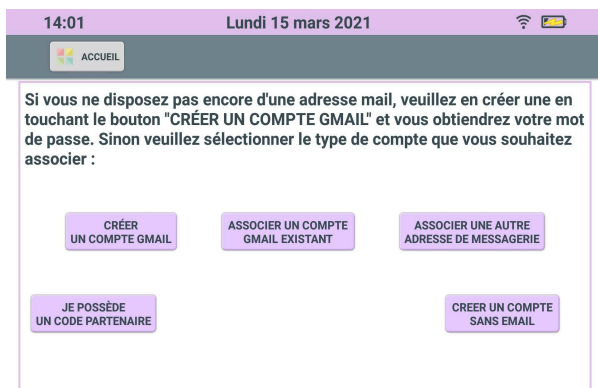 14:01 Lundi 15 mars 2021
ACCUEIL
Si vous ne disposez pas encore d'une adresse mail, veuillez en créer une en
touchant le bouton "CRÉER UN COMPTE GMAIL" et vous obtiendrez votre mot
de passe. Sinon veuillez sélectionner le type de compte que vous souhaitez
associer :
CRÉER
UN COMPTE GMAIL
ASSOCIER UN COMPTE
GMAIL EXISTANT
ASSOCIER UNE AUTRE
ADRESSE DE MESSAGERIE
JE POSSÈDE
UN CODE PARTENAIRE
CREER UN COMPTE
SANS EMAIL